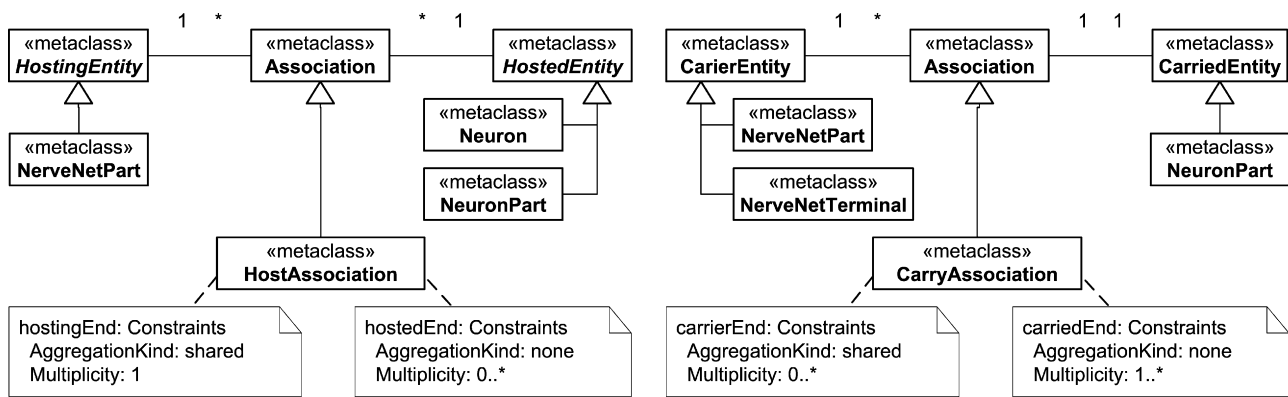 1 *
* 1
«metaclass»
HostingEntity
«metaclass»
Association
«metaclass»
HostedEntity
«metaclass»
NerveNetPart
«metaclass»
Neuron
«metaclass»
NeuronPart
«metaclass»
HostAssociation
hostingEnd: Constraints
AggregationKind: shared
Multiplicity: 1
hostedEnd: Constraints
AggregationKind: none
Multiplicity: 0..*
1 *
1 1
«metaclass»
CarierEntity
«metaclass»
Association
«metaclass»
CarriedEntity
«metaclass»
NerveNetPart
«metaclass»
NerveNetTerminal
«metaclass»
NeuronPart
«metaclass»
CarryAssociation
carrierEnd: Constraints
AggregationKind: shared
Multiplicity: 0..*
carriedEnd: Constraints
AggregationKind: none
Multiplicity: 1..*